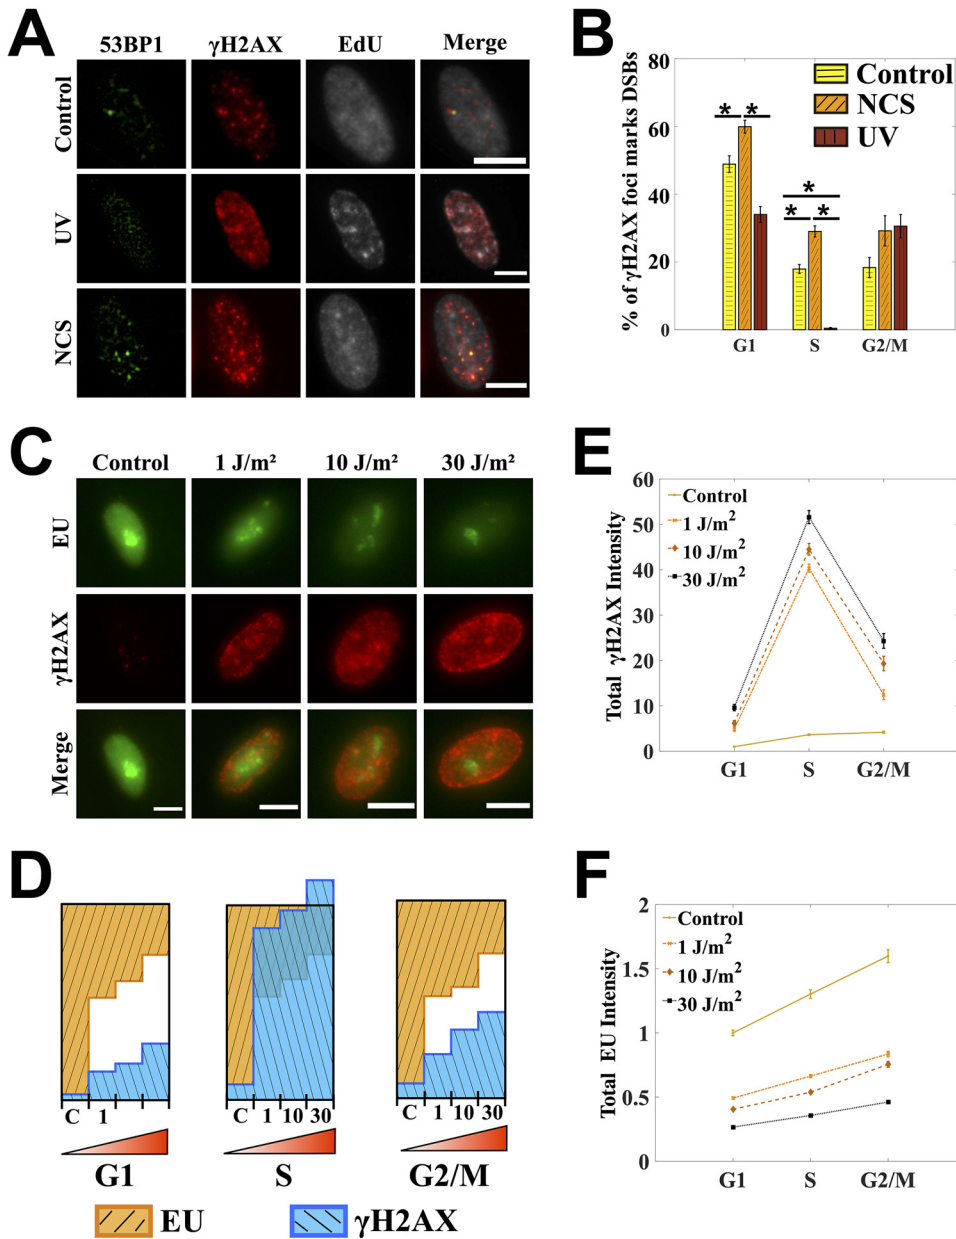 A
53BP1 γH2AX EdU Merge
Control
UV
NCS
B
% of γH2AX foci marks DSBs
80
60
40
20
0
Control
NCS
UV
* *
*
* *
G1 S G2/M
C
Control 1 J/m² 10 J/m² 30 J/m²
EU
γH2AX
Merge
E
Total γH2AX Intensity
60
50
40
30
20
10
0
Control
1 J/m²
10 J/m²
30 J/m²
G1 S G2/M
D
C 1
G1
C 1 10 30
S
C 1 10 30
G2/M
EU γH2AX
F
Total EU Intensity
2
1.5
1
0.5
0
Control
1 J/m²
10 J/m²
30 J/m²
G1 S G2/M